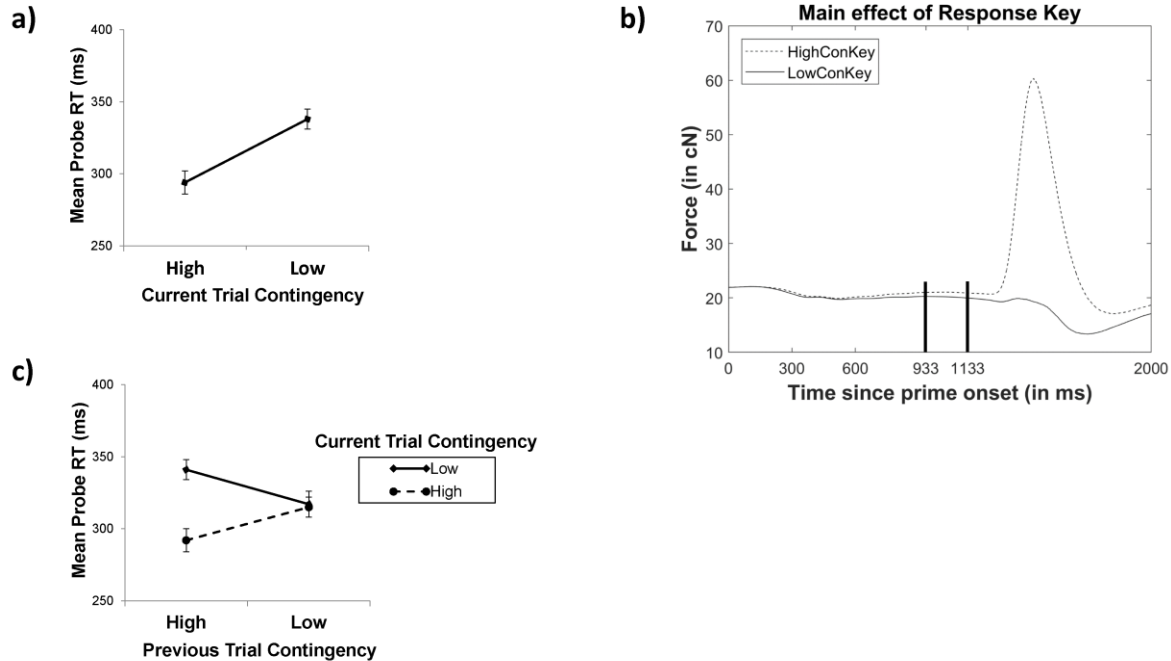 a)
400
350
300
250
Mean Probe RT (ms)
High
Low
Current Trial Contingency
b)
Main effect of Response Key
HighConKey
LowConKey
70
60
50
40
30
20
10
Force (in cN)
0
300
600
933
1133
2000
Time since prime onset (in ms)
c)
400
350
300
250
Mean Probe RT (ms)
Current Trial Contingency
Low
High
High
Low
Previous Trial Contingency